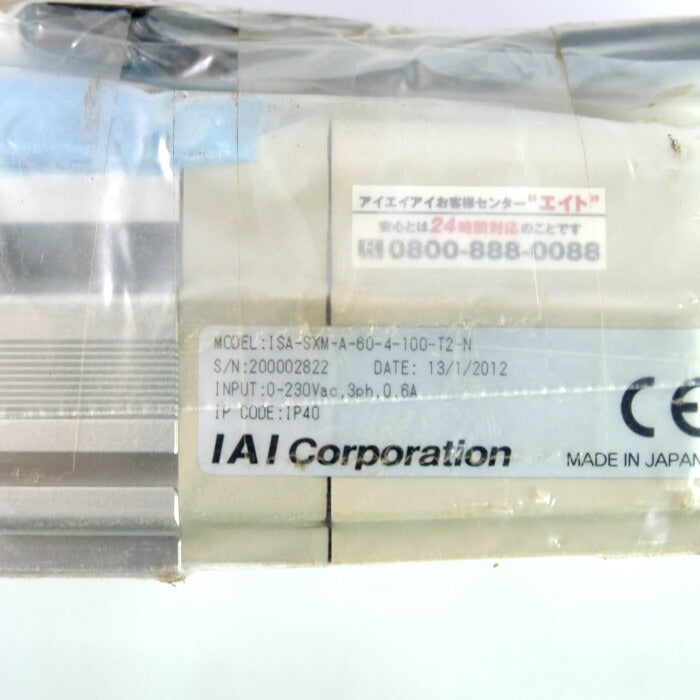 アイエイアイお客様センター"エイト"
安心とは24時間対応のことです
0800-888-0088
MODEL:ISA-SXM-A-60-4-100-T2-N
S/N:200002822 DATE: 13/1/2012
INPUT:0-230Vac,3ph,0.6A
IP CODE:IP40
CE
IAI Corporation MADE IN JAPAN